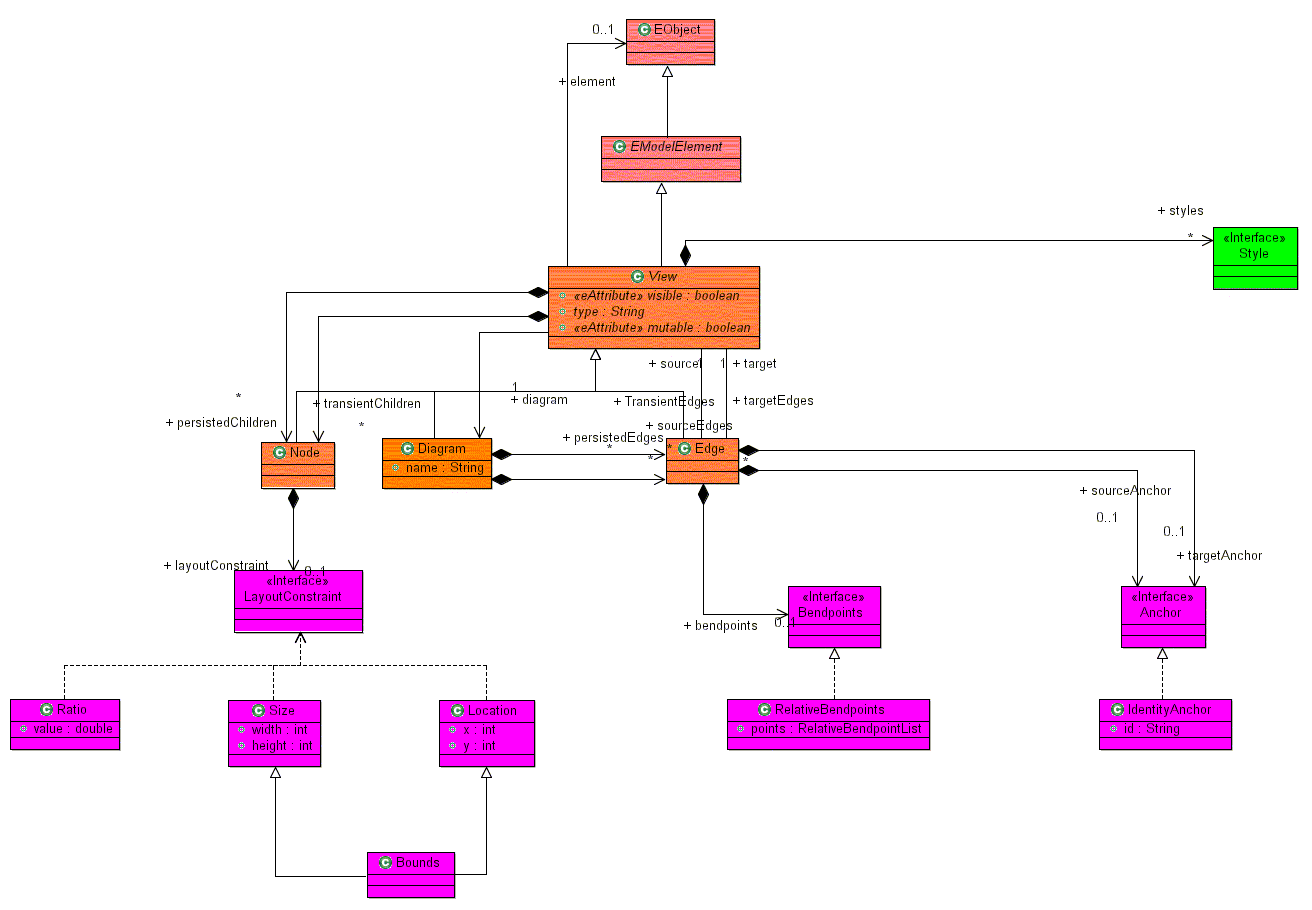 0..1
EObject
+ element
EModelElement
+ styles
*
«Interface»
Style
View
«eAttribute» visible : boolean
type : String
«eAttribute» mutable : boolean
+ source
1
1
+ target
1
+ diagram
*
+ transientChildren
+ TransientEdges
+ targetEdges
+ persistedChildren
*
+ sourceEdges
+ persistedEdges
*
*
*
*
Node
Diagram
name : String
Edge
+ sourceAnchor
0..1
0..1
+ targetAnchor
+ layoutConstraint
0..1
«Interface»
LayoutConstraint
«Interface»
Bendpoints
+ bendpoints
0..1
«Interface»
Anchor
Ratio
value : double
Size
width : int
height : int
Location
x : int
y : int
RelativeBendpoints
points : RelativeBendpointList
IdentityAnchor
id : String
Bounds